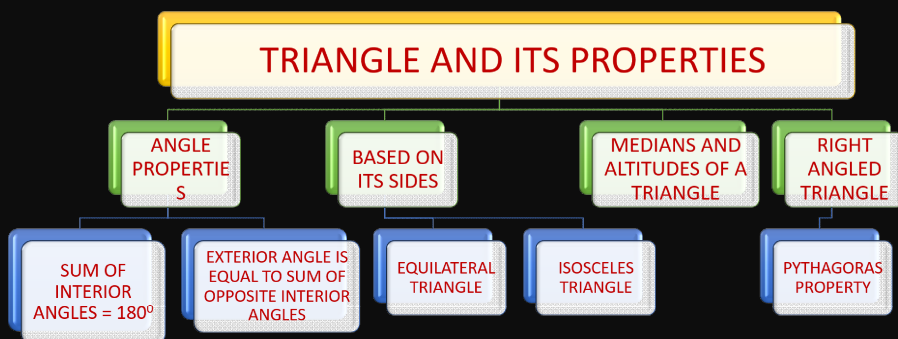 TRIANGLE AND ITS PROPERTIES
ANGLE
PROPERTIE
S
BASED ON
ITS SIDES
MEDIANS AND
ALTITUDES OF A
TRIANGLE
RIGHT
ANGLED
TRIANGLE
SUM OF
INTERIOR
ANGLES = 180⁰
EXTERIOR ANGLE IS
EQUAL TO SUM OF
OPPOSITE INTERIOR
ANGLES
EQUILATERAL
TRIANGLE
ISOSCELES
TRIANGLE
PYTHAGORAS
PROPERTY